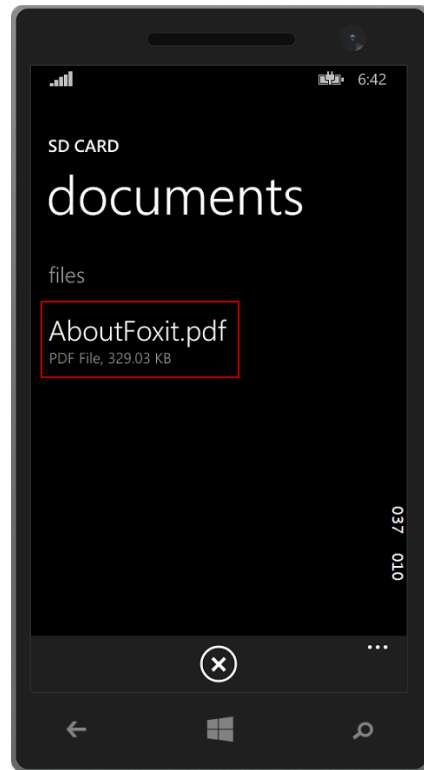 6:42
SD CARD
documents
files
AboutFoxit.pdf
PDF File, 329.03 KB
037 010